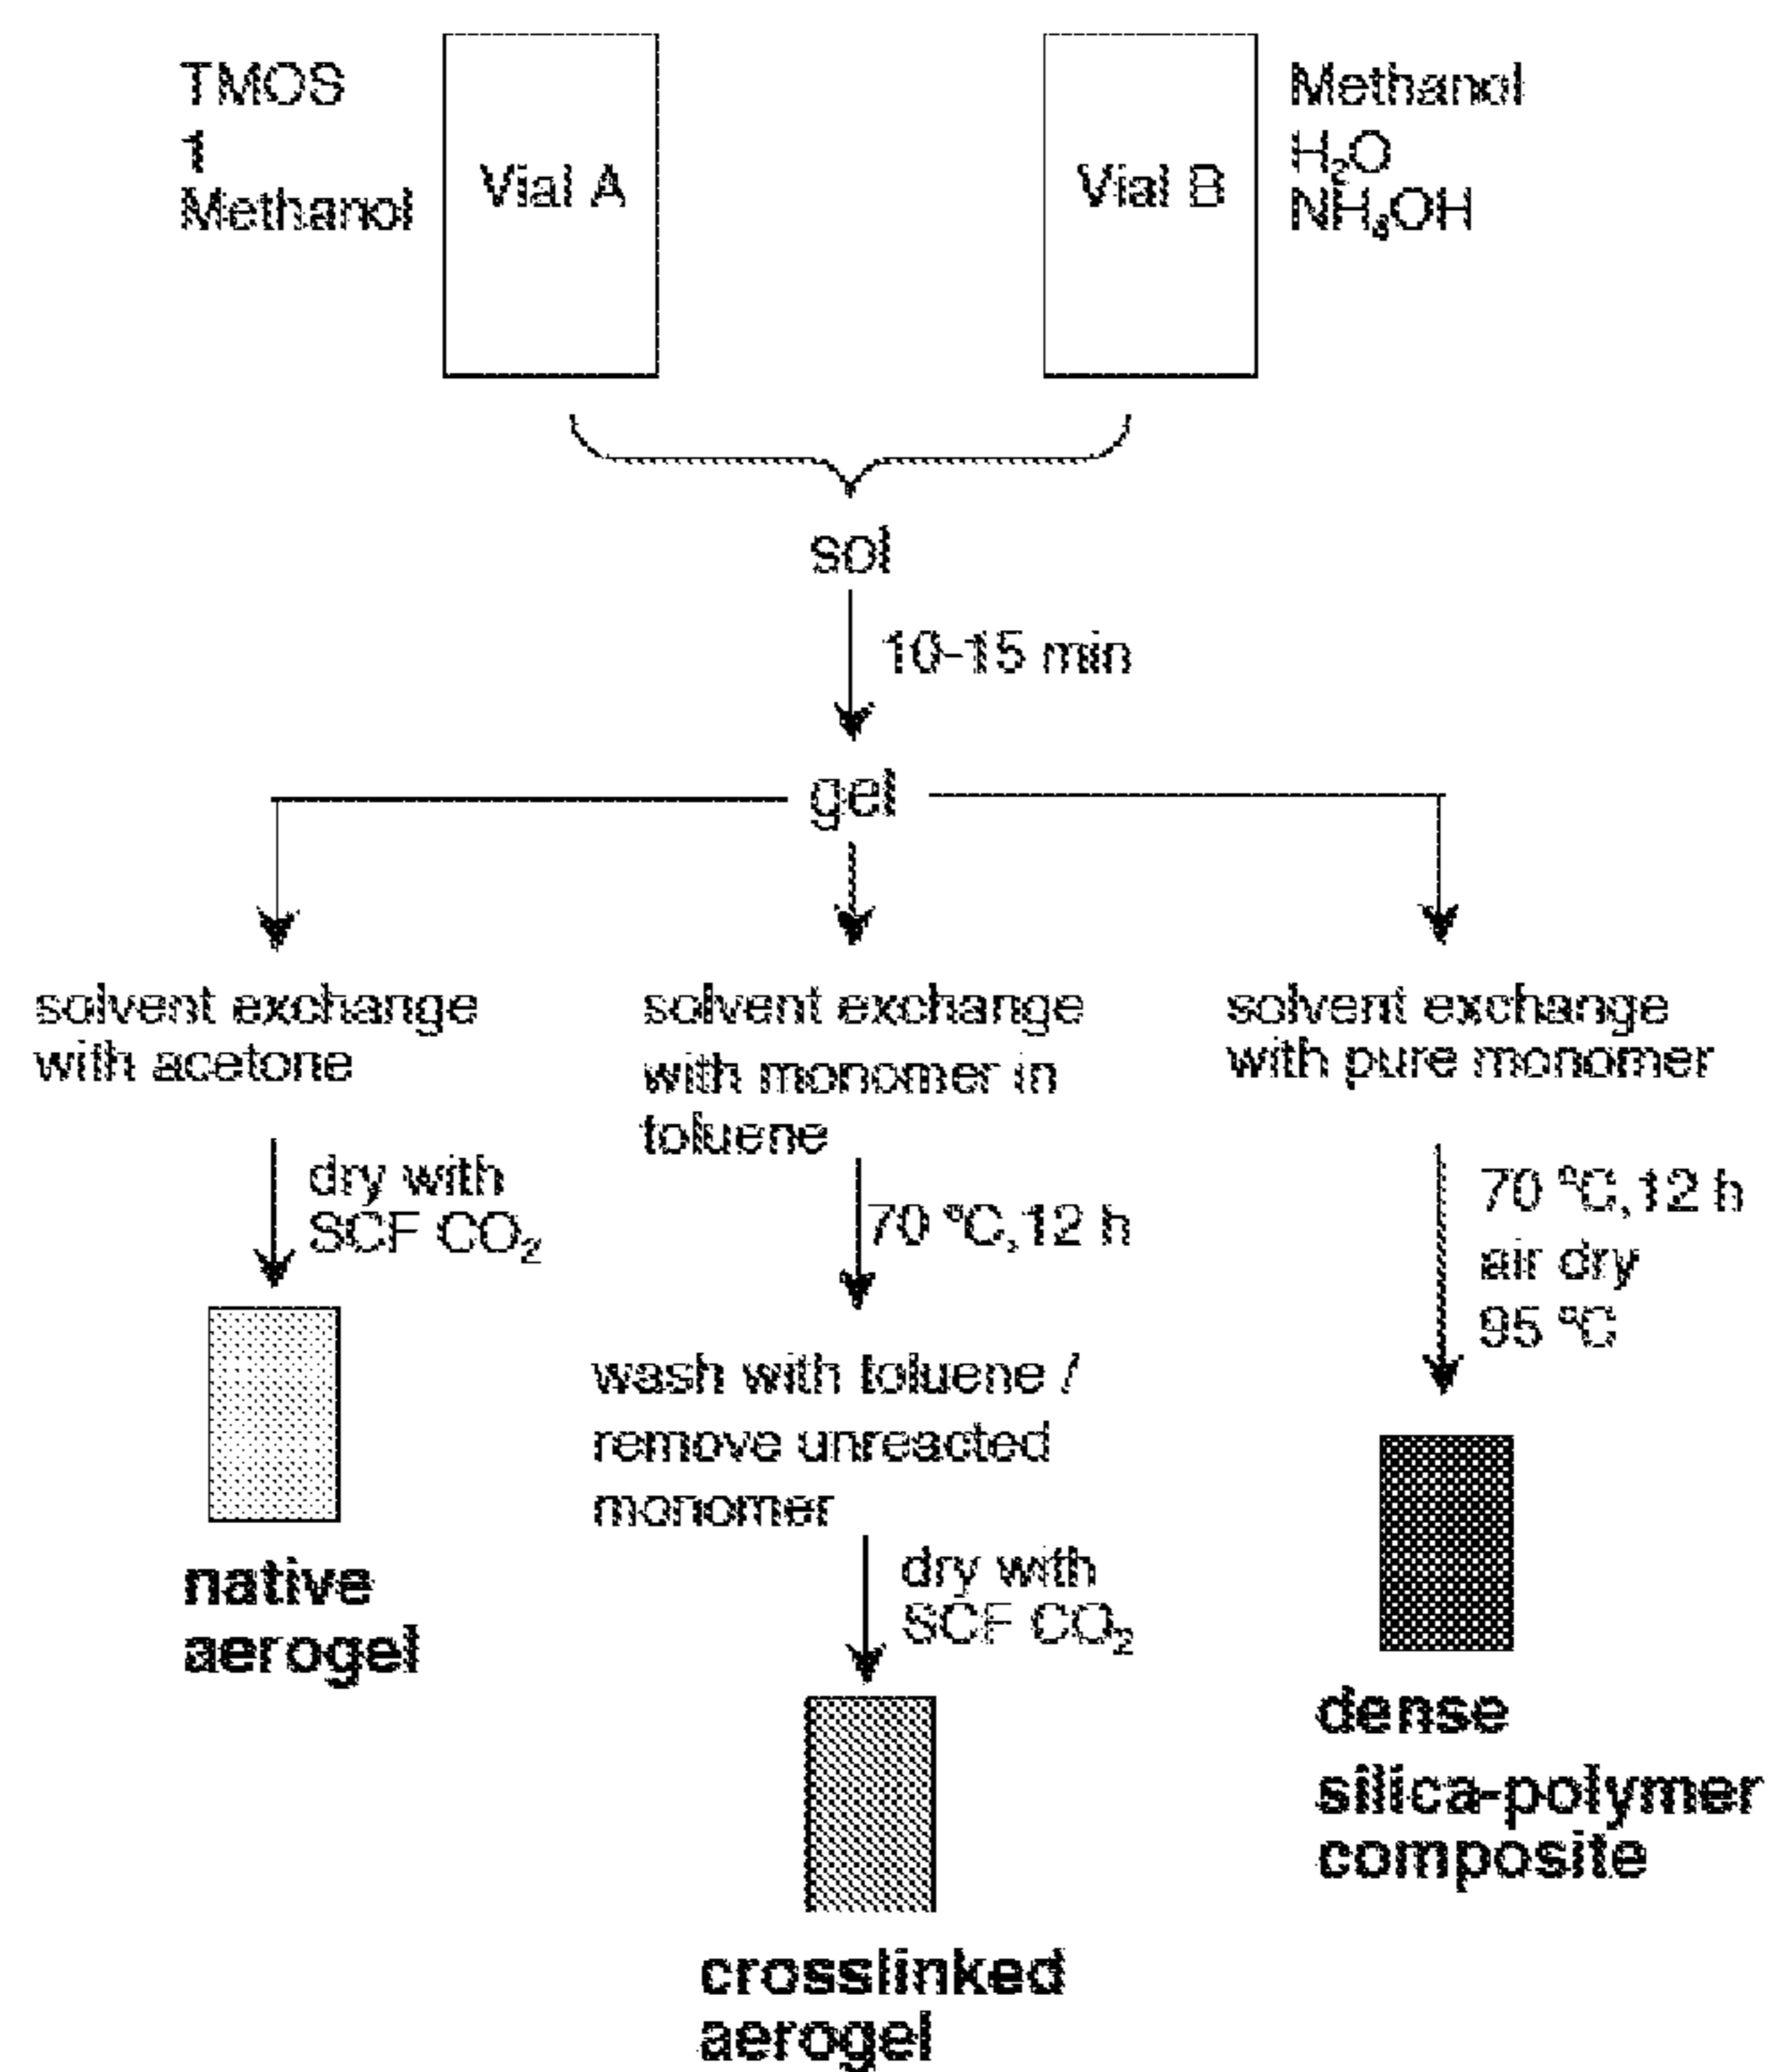 TMOS
1
Methanol
Vial A
Vial B
Methanol
H₂O
NH₄OH
sol
10-15 min
gel
solvent exchange
with acetone
dry with
SCF CO₂
native
aerogel
solvent exchange
with monomer in
toluene
70 ºC, 12 h
wash with toluene /
remove unreacted
monomer
dry with
SCF CO₂
crosslinked
aerogel
solvent exchange
with pure monomer
70 ºC, 12 h
air dry
95 ºC
dense
silica-polymer
composite